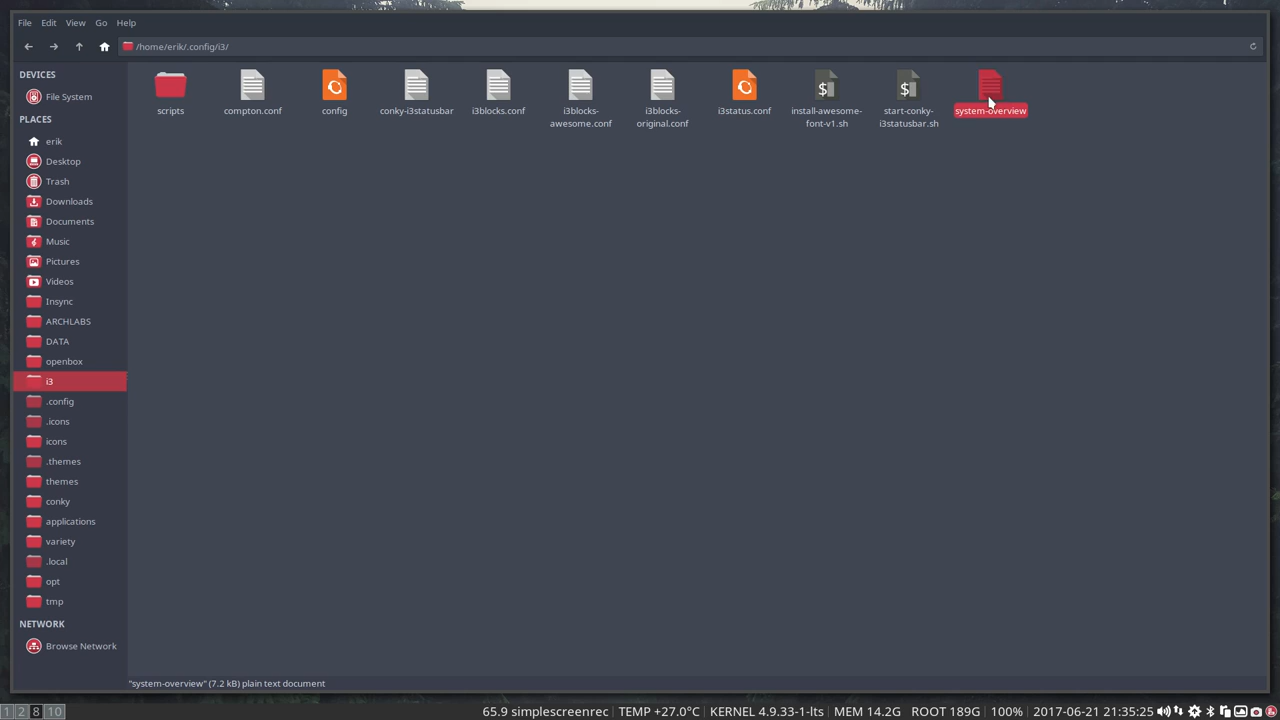 File Edit View Go Help
/home/erik/.config/i3/
DEVICES
File System
PLACES
erik
Desktop
Trash
Downloads
Documents
Music
Pictures
Videos
Insync
ARCHLABS
DATA
openbox
i3
.config
.icons
icons
.themes
themes
conky
applications
variety
.local
opt
tmp
NETWORK
Browse Network
scripts
compton.conf
config
conky-i3statusbar
i3blocks.conf
i3blocks-
awesome.conf
i3blocks-
original.conf
i3status.conf
install-awesome-
font-v1.sh
start-conky-
i3statusbar.sh
system-overview
"system-overview" (7.2 kB) plain text document
1 2 8 10 65.9 simplescreenrec TEMP +27.0°C KERNEL 4.9.33-1-lts MEM 14.2G ROOT 189G 100% 2017-06-21 21:35:25